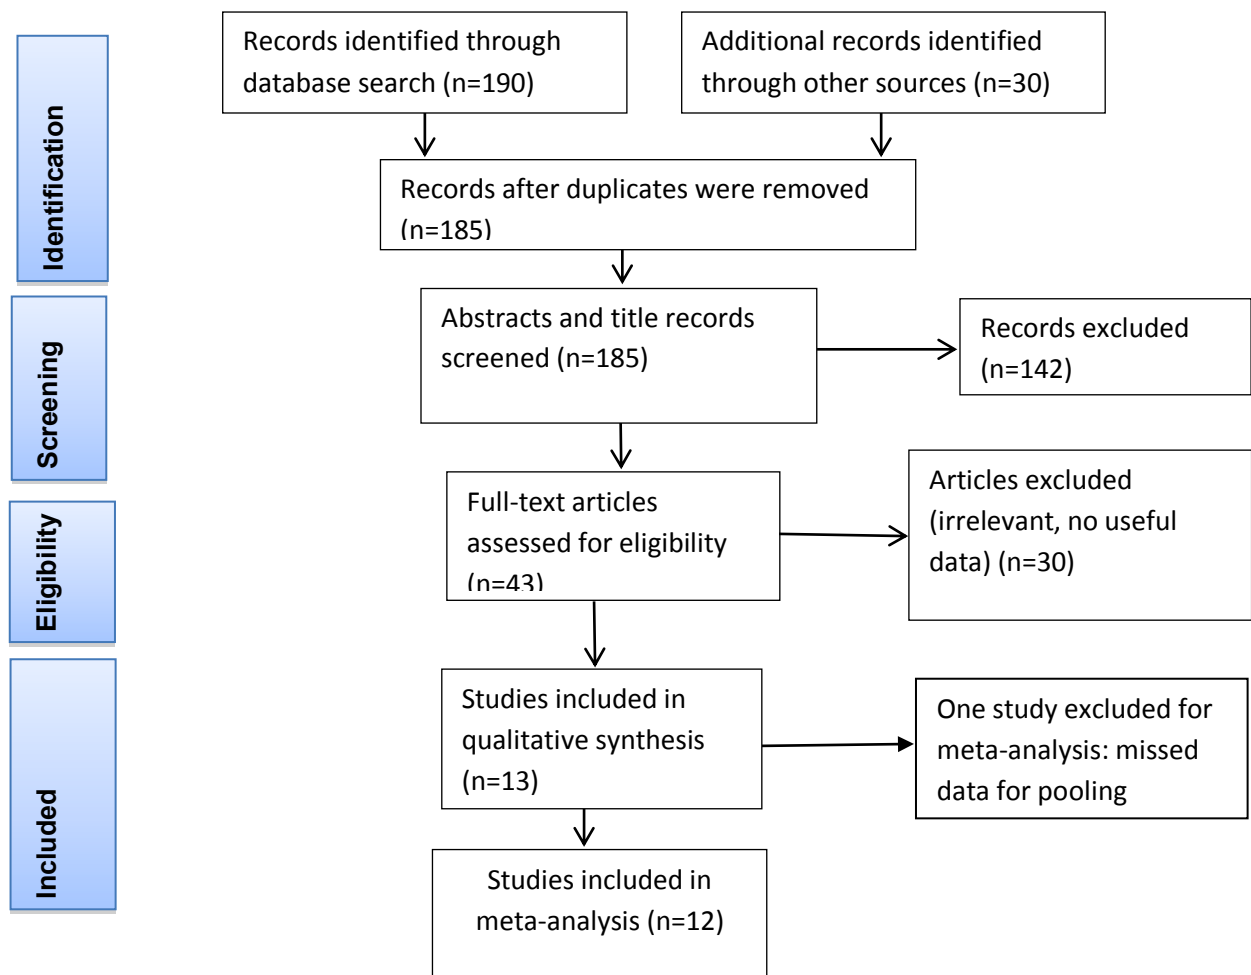 Records identified through
database search (n=190)
Additional records identified
through other sources (n=30)
Identification
Records after duplicates were removed
(n=185)
Screening
Abstracts and title records
screened (n=185)
Records excluded
(n=142)
Eligibility
Full-text articles
assessed for eligibility
(n=43)
Articles excluded
(irrelevant, no useful
data) (n=30)
Included
Studies included in
qualitative synthesis
(n=13)
One study excluded for
meta-analysis: missed
data for pooling
Studies included in
meta-analysis (n=12)